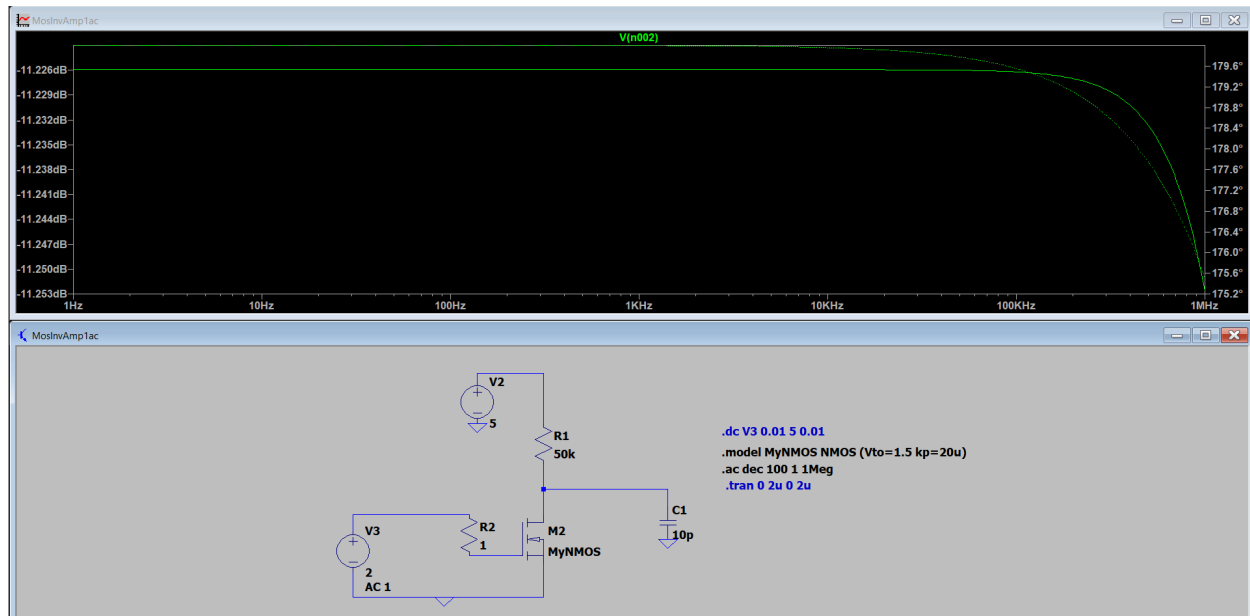 MosInvAmp1ac
V(n002)
-11.226dB
-11.229dB
-11.232dB
-11.235dB
-11.238dB
-11.241dB
-11.244dB
-11.247dB
-11.250dB
-11.253dB
179.6°
179.2°
178.8°
178.4°
178.0°
177.6°
177.2°
176.8°
176.4°
176.0°
175.6°
175.2°
1Hz
10Hz
100Hz
1KHz
10KHz
100KHz
1MHz
MosInvAmp1ac
V2
5
R1
50k
.dc V3 0.01 5 0.01
.model MyNMOS NMOS (Vto=1.5 kp=20u)
.ac dec 100 1 1Meg
.tran 0 2u 0 2u
C1
10p
V3
2
AC 1
R2
1
M2
MyNMOS